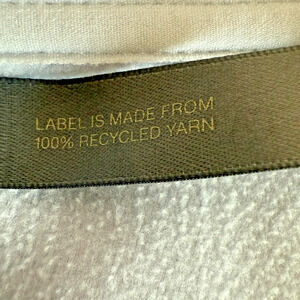 LABEL IS MADE FROM
100% RECYCLED YARN